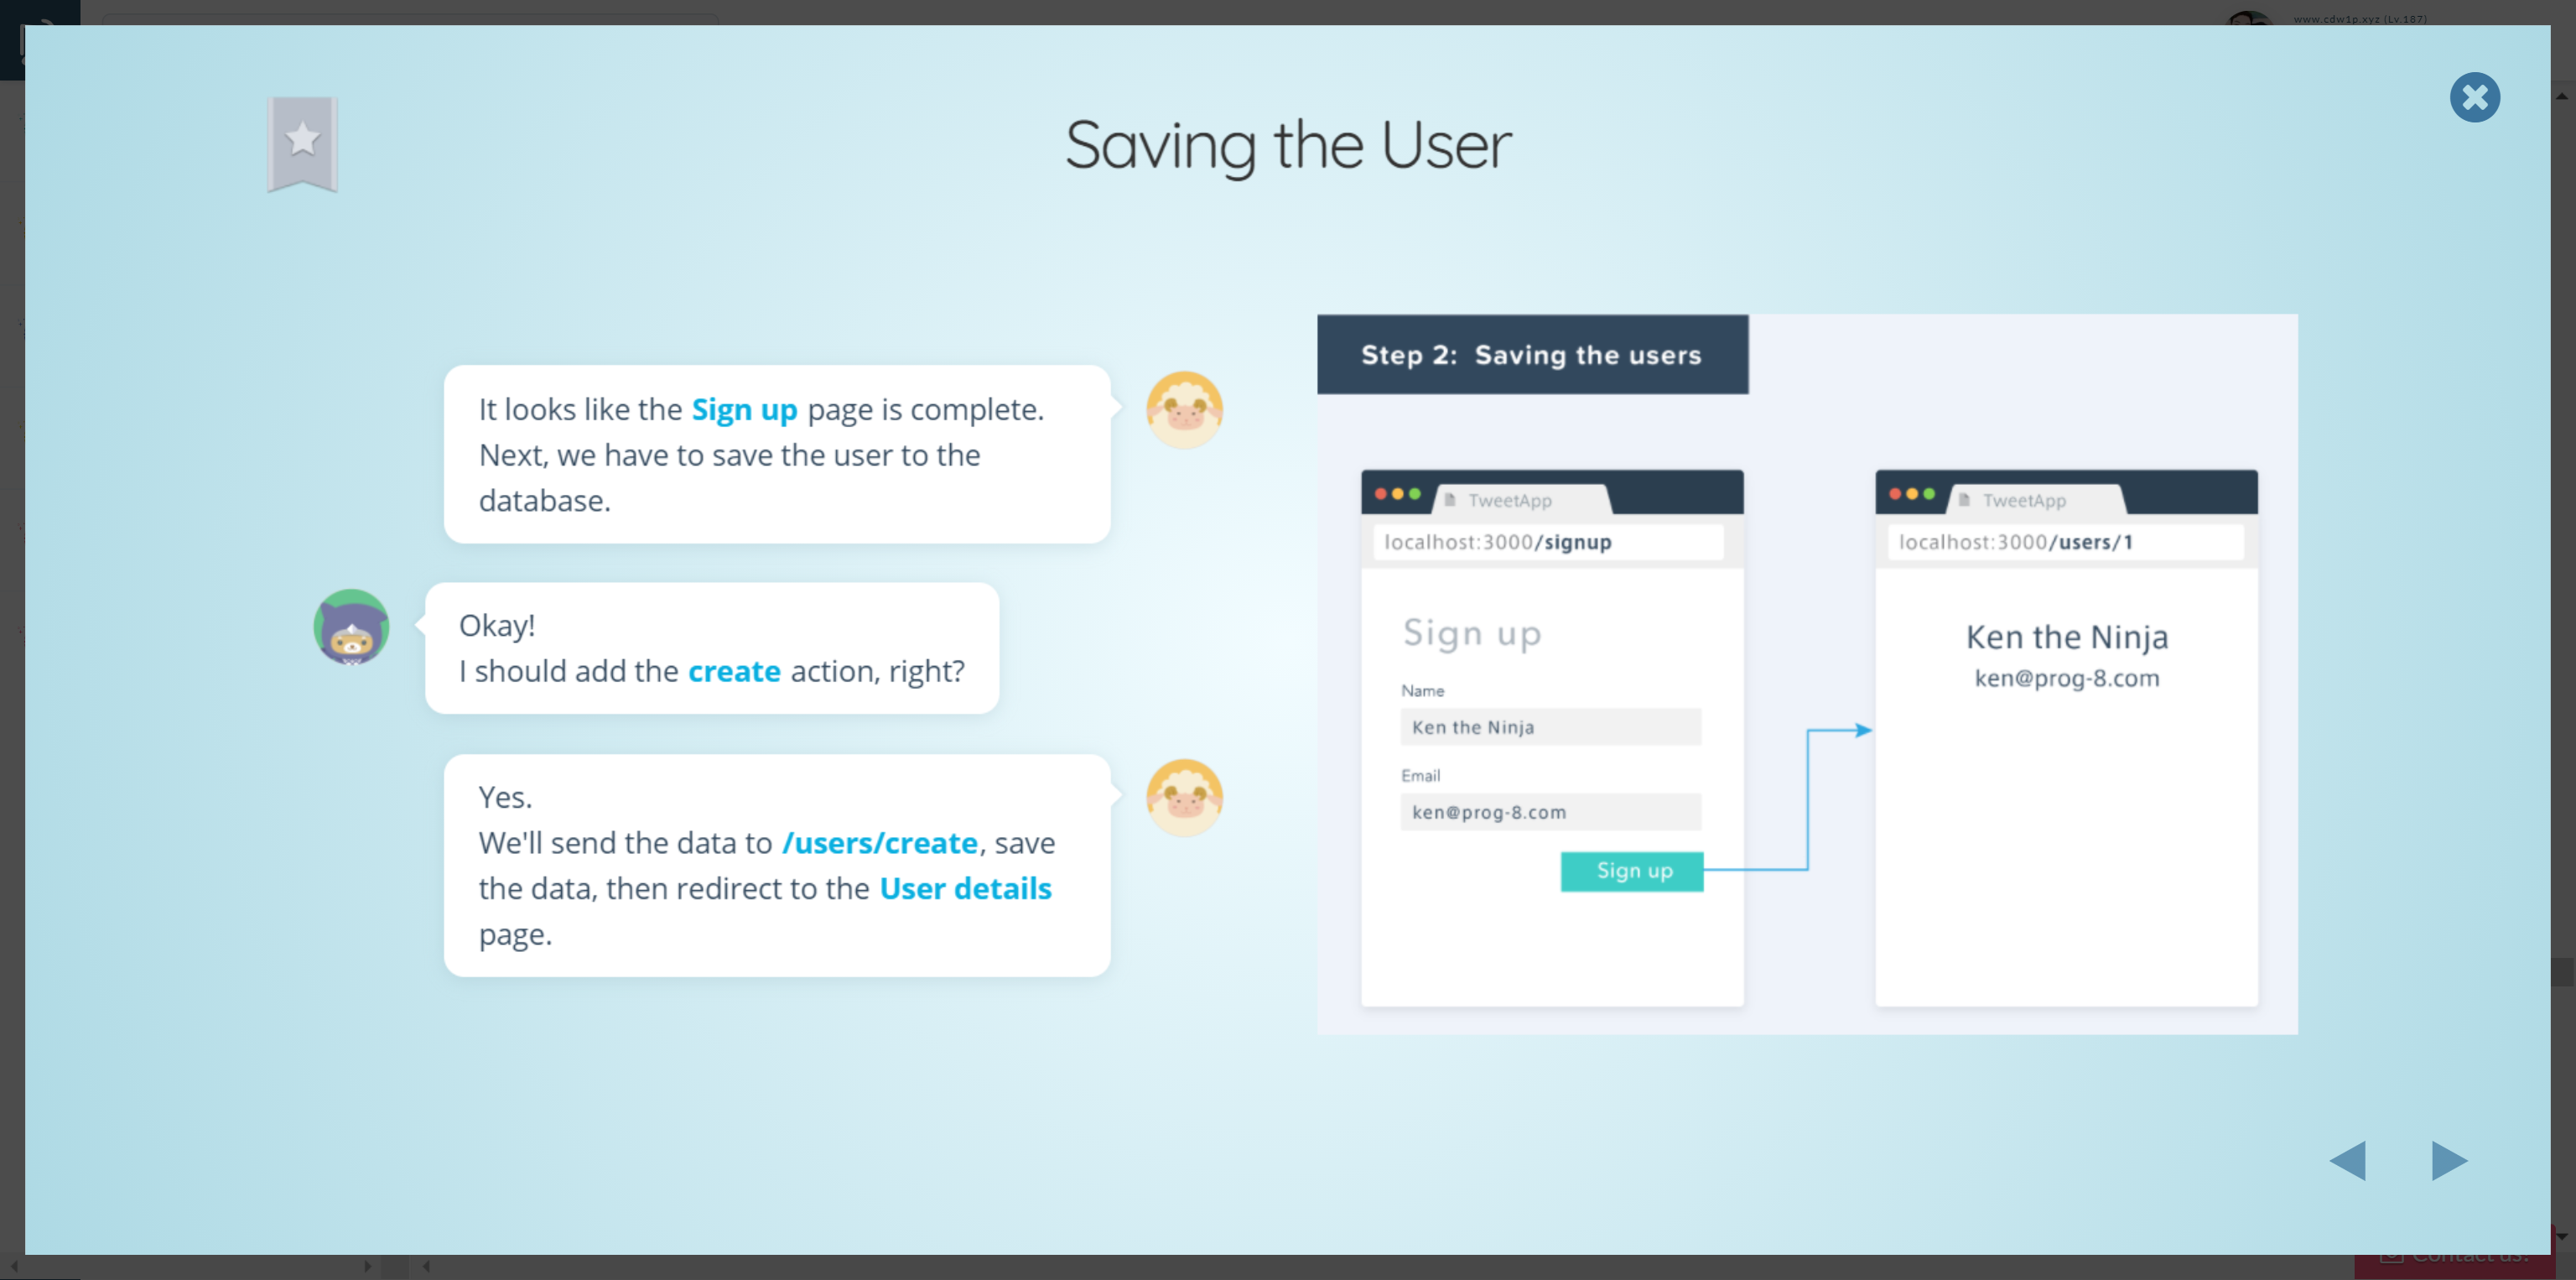 www.cdw1p.xyz (Lv.187)
Saving the User
It looks like the Sign up page is complete.
Next, we have to save the user to the
database.
Okay!
I should add the create action, right?
Yes.
We'll send the data to /users/create, save
the data, then redirect to the User details
page.
Step 2: Saving the users
TweetApp
localhost:3000/signup
Sign up
Name
Ken the Ninja
Email
ken@prog-8.com
Sign up
TweetApp
localhost:3000/users/1
Ken the Ninja
ken@prog-8.com
Contact us!